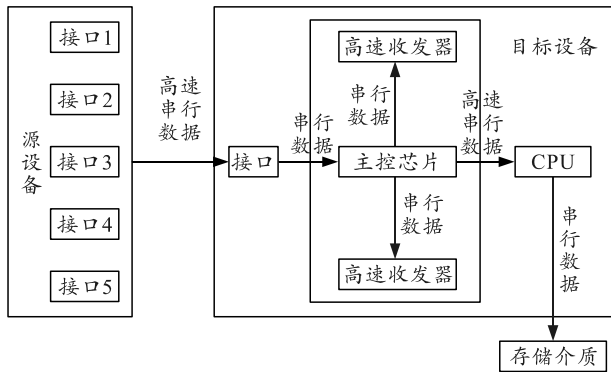 接口1
接口2
接口3
接口4
接口5
源
设
备
高速
串行
数据
目标设备
接口
串行
数据
高速收发器
串行
数据
主控芯片
串行
数据
高速收发器
高速
串行
数据
CPU
串
行
数
据
存储介质